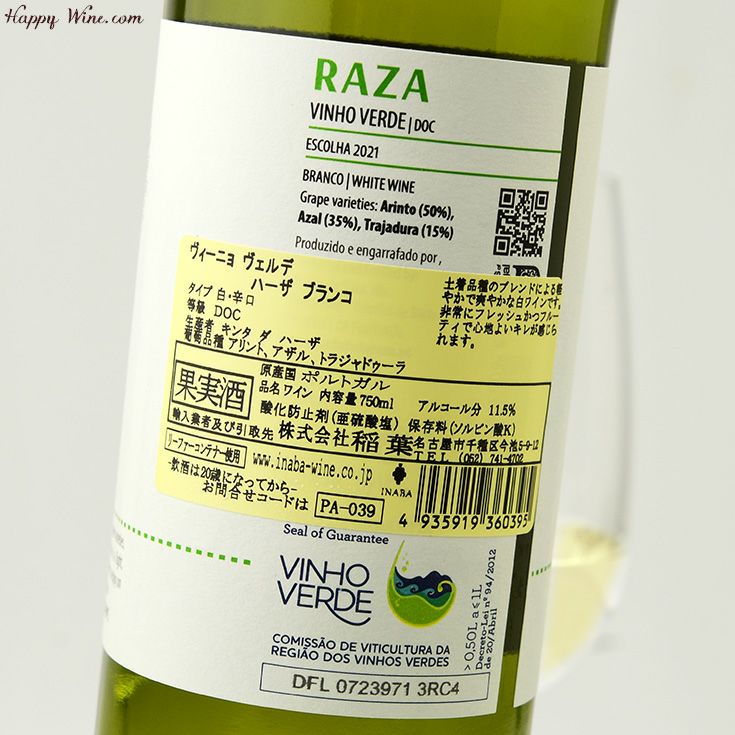 Happy Wine.com
RAZA
VINHO VERDE | DOC
ESCOLHA 2021
BRANCO | WHITE WINE
Grape varieties: Arinto (50%),
Azal (35%), Trajadura (15%)
Produzido e engarrafado por
ヴィーニョ ヴェルデ
ハーザ ブランコ
タイプ 白・辛口
等級 DOC
生産者 キンタ ダ ハーザ
葡萄品種 アリント、アザル、トラジャドゥーラ
土着品種のブレンドによる軽
やかで爽やかな白ワインです。
非常にフレッシュかつフルー
ティで心地よいキレが感じら
れます。
果実酒
原産国 ポルトガル
品名 ワイン 内容量750ml アルコール分 11.5%
酸化防止剤(亜硫酸塩) 保存料(ソルビン酸K)
輸入業者及び引取先 株式会社 稲葉 名古屋市千種区今池5-9-12
TEL (052) 741-4702
リーファーコンテナー使用
www.inaba-wine.co.jp
INABA
-飲酒は20歳になってから-
お問合せコードは PA-039
4 935919 360395
Seal of Guarantee
VINHO
VERDE
COMISSÃO DE VITICULTURA DA
REGIÃO DOS VINHOS VERDES
> 0,50L a ≤ 1L
Decreto-Lei nº 94/2012
de 20/Abril
DFL 0723971 3RC4